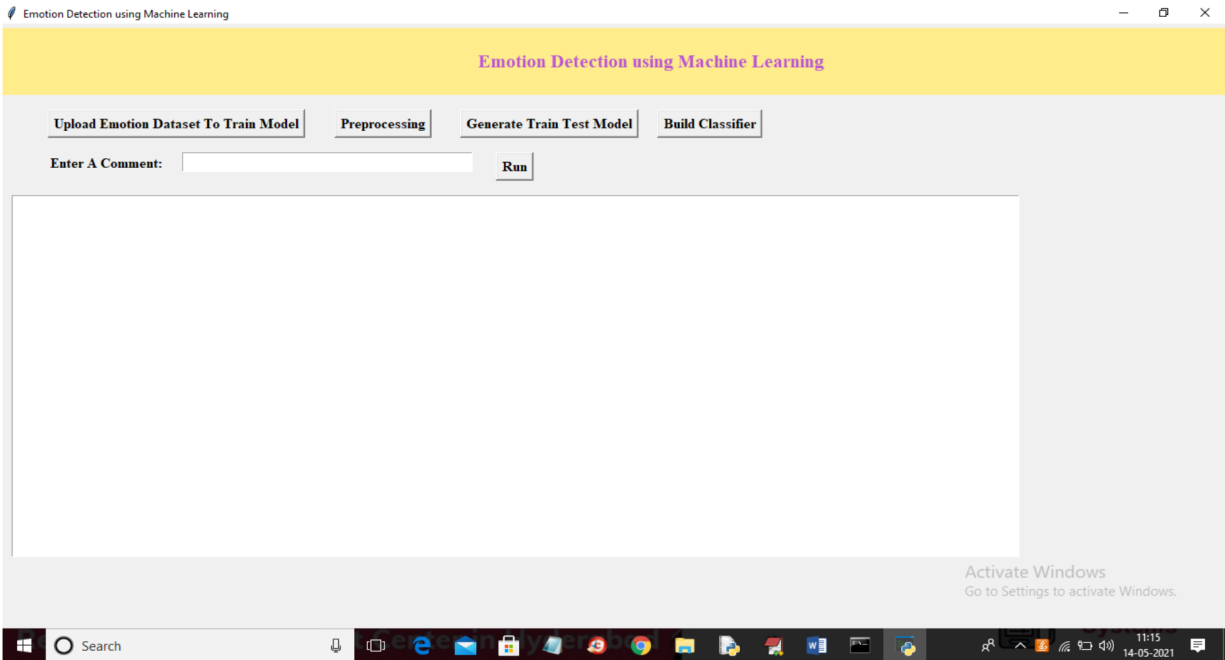 Emotion Detection using Machine Learning
Emotion Detection using Machine Learning
Upload Emotion Dataset To Train Model Preprocessing Generate Train Test Model Build Classifier
Enter A Comment: Run
Activate Windows
Go to Settings to activate Windows.
Search
11:15
14-05-2021